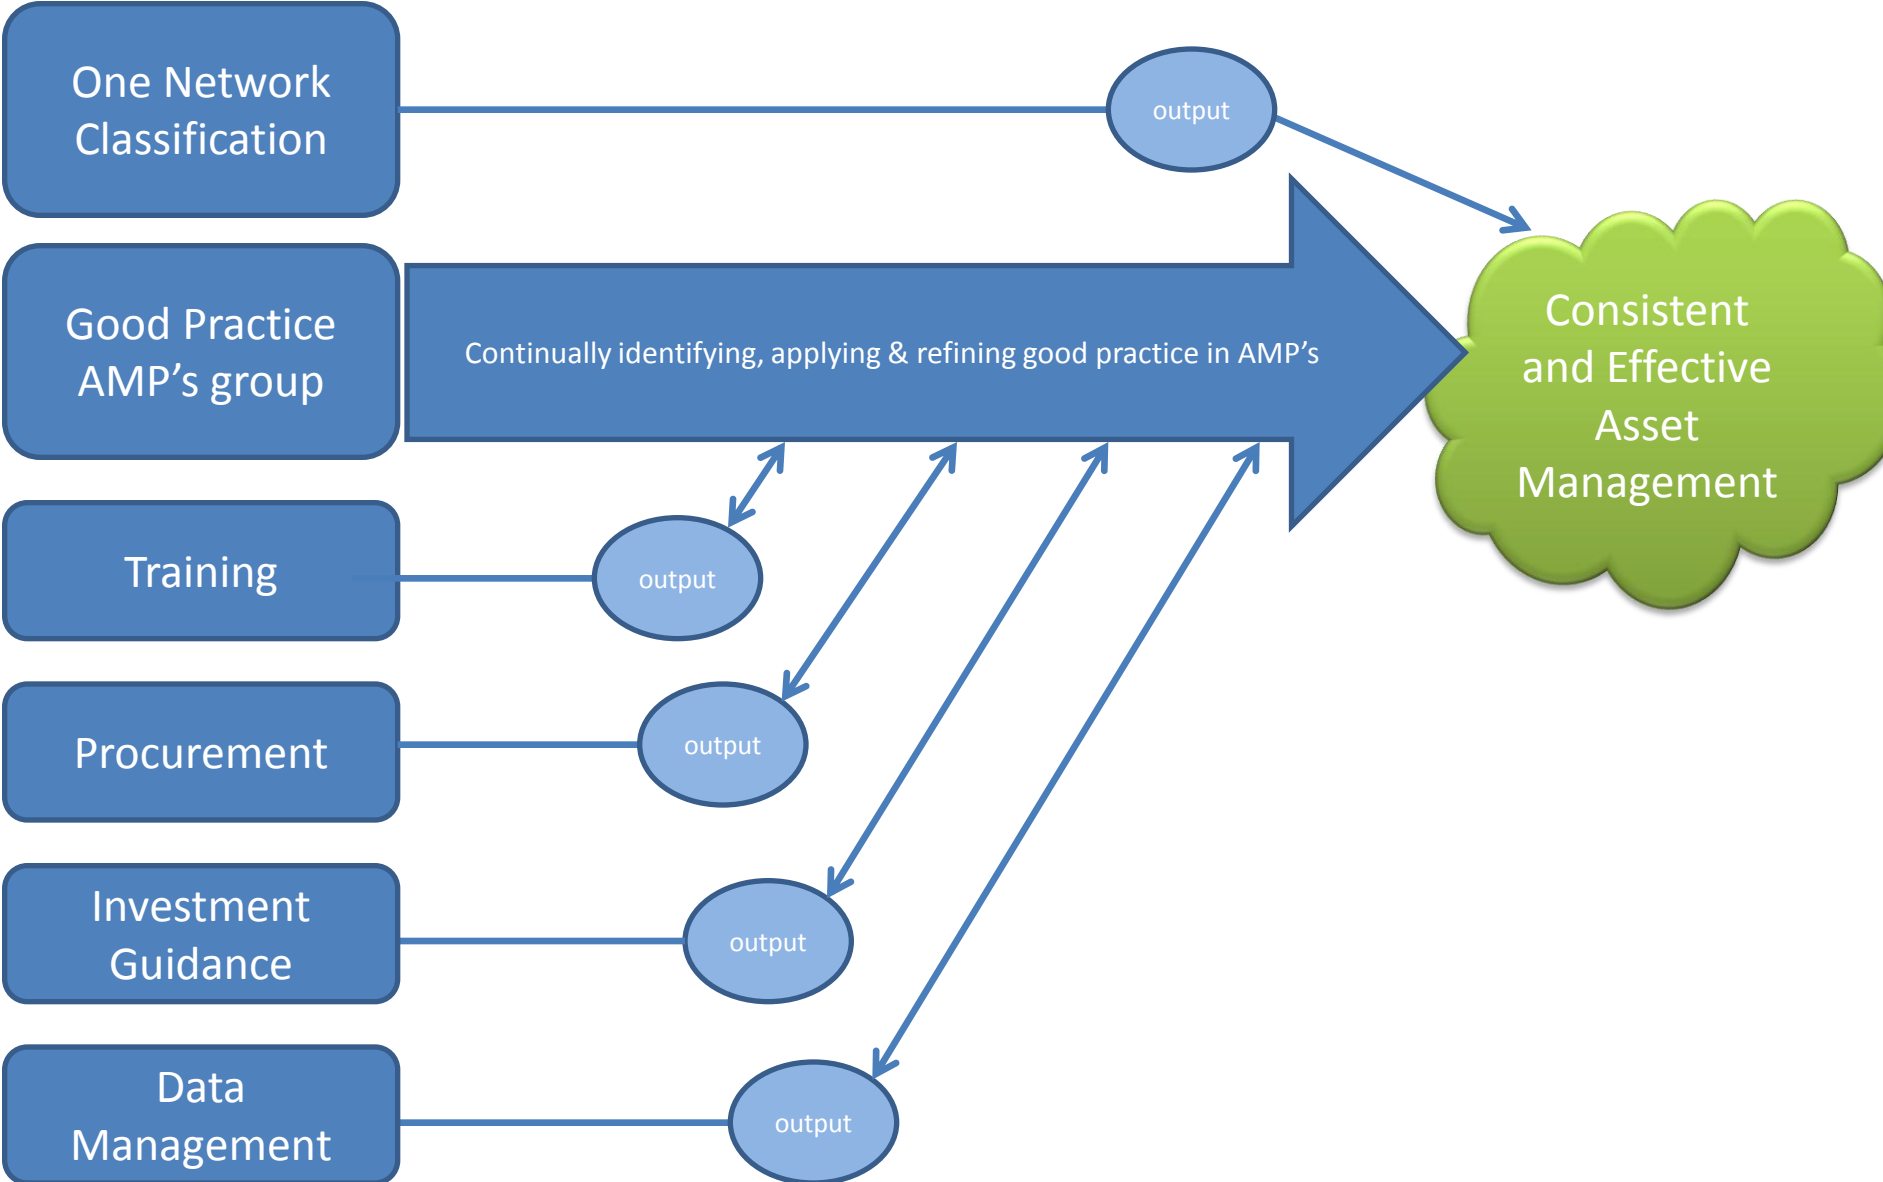 One Network
Classification
output
Good Practice
AMP’s group
Continually identifying, applying & refining good practice in AMP’s
Consistent
and Effective
Asset
Management
Training
output
Procurement
output
Investment
Guidance
output
Data
Management
output